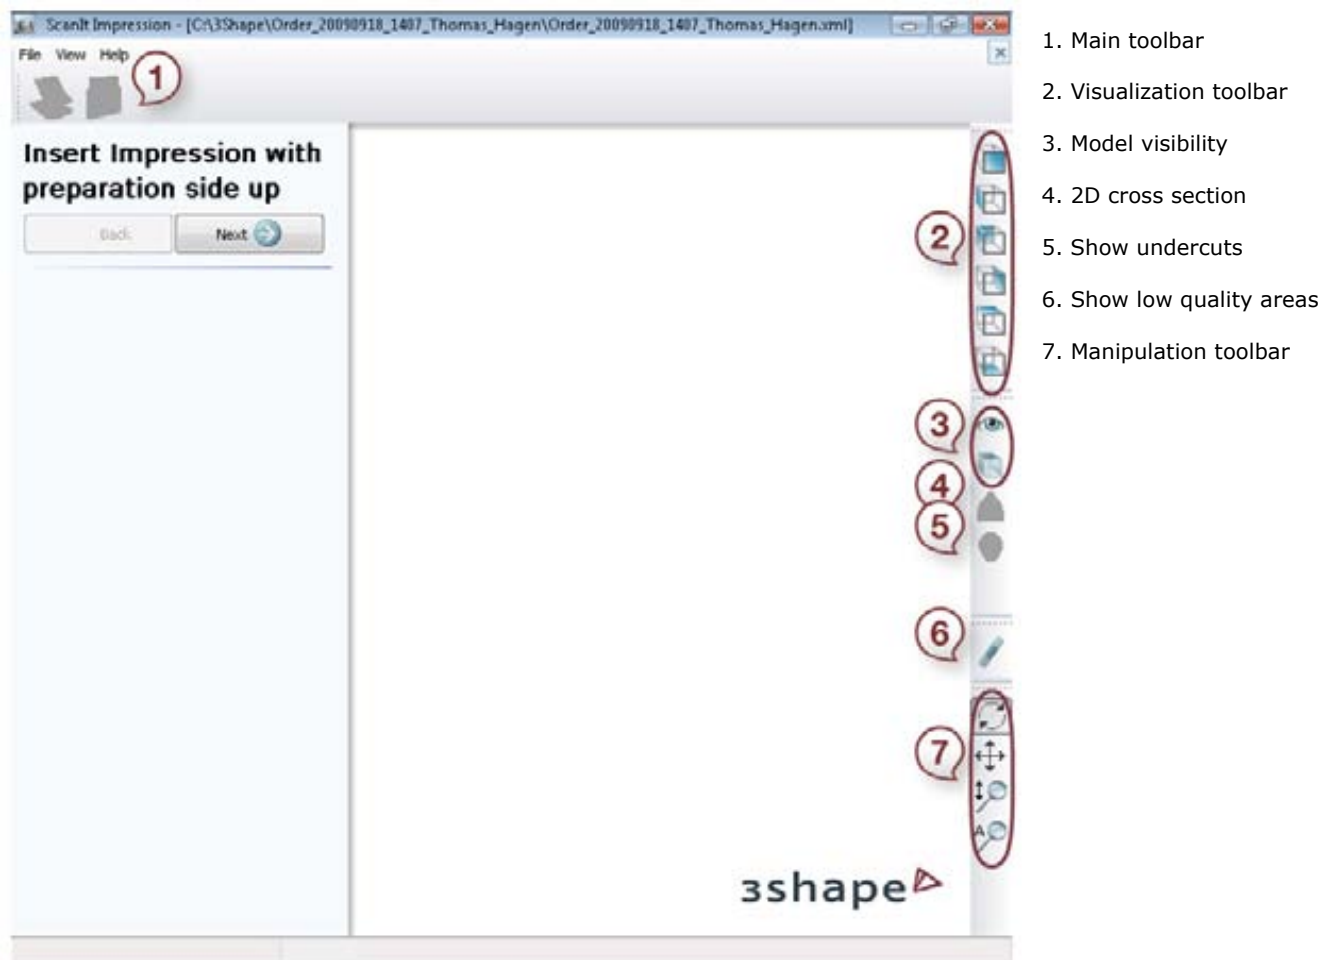 ScanIt Impression - [C:\3Shape\Order_20090918_1407_Thomas_Hagen\Order_20090918_1407_Thomas_Hagen.xml]
File View Help
1
Insert Impression with
preparation side up
Back Next
2
3
4
5
6
7
A
3shape
1. Main toolbar
2. Visualization toolbar
3. Model visibility
4. 2D cross section
5. Show undercuts
6. Show low quality areas
7. Manipulation toolbar